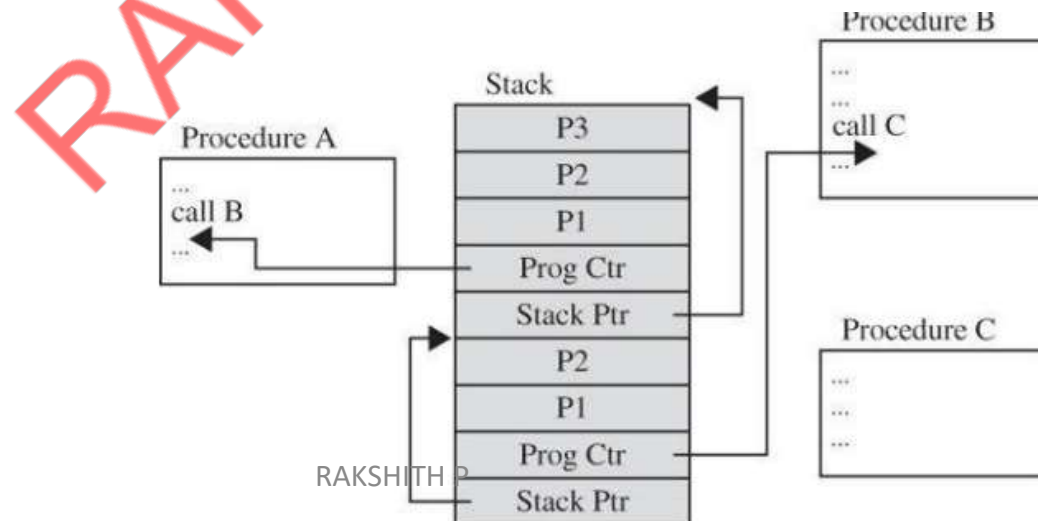 RA
Procedure B
...
...
call C
...
Stack
P3
P2
P1
Prog Ctr
Stack Ptr
P2
P1
Prog Ctr
Stack Ptr
Procedure A
...
call B
...
Procedure C
...
...
...
RAKSHITH P